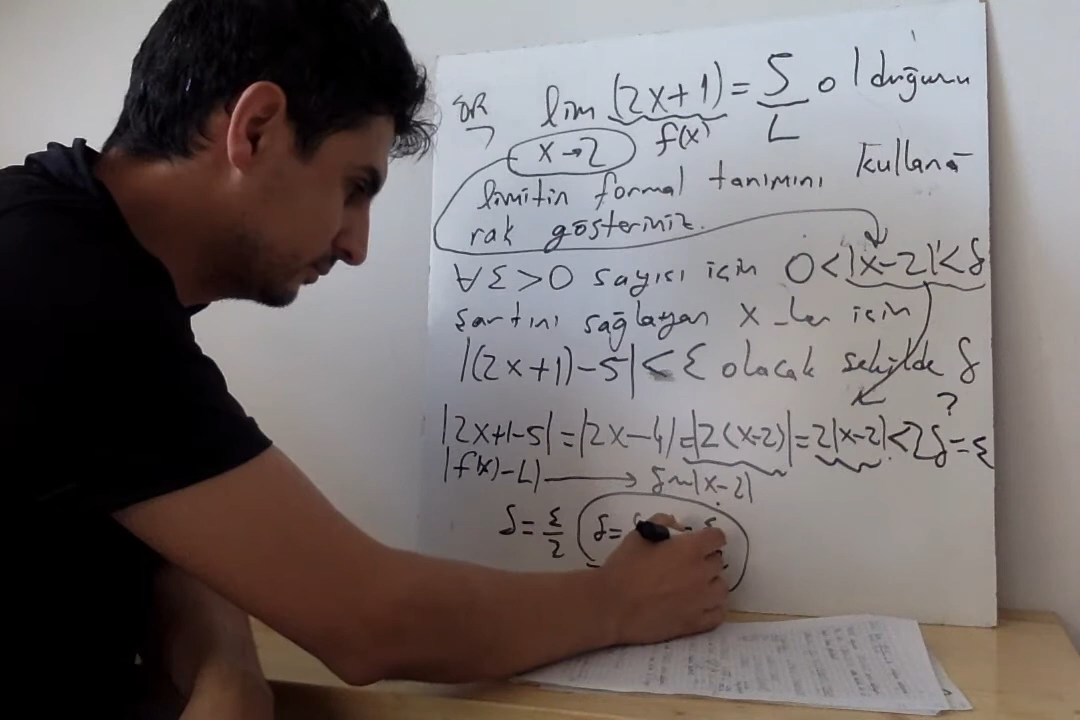 ÖR lim (2x+1) = 5 olduğunu
x→2 f(x) L
limitin formal tanımını kullana
rak gösteriniz.
∀ε>0 sayısı için 0<|x-2|<δ
şartını sağlayan x-ler için
|(2x+1)-5|<ε olacak şekilde δ
?
|2x+1-5|=|2x-4|=|2(x-2)|=2|x-2|<2δ=ε
|f(x)-L| → δ~|x-2|
δ=ε/2 δ=